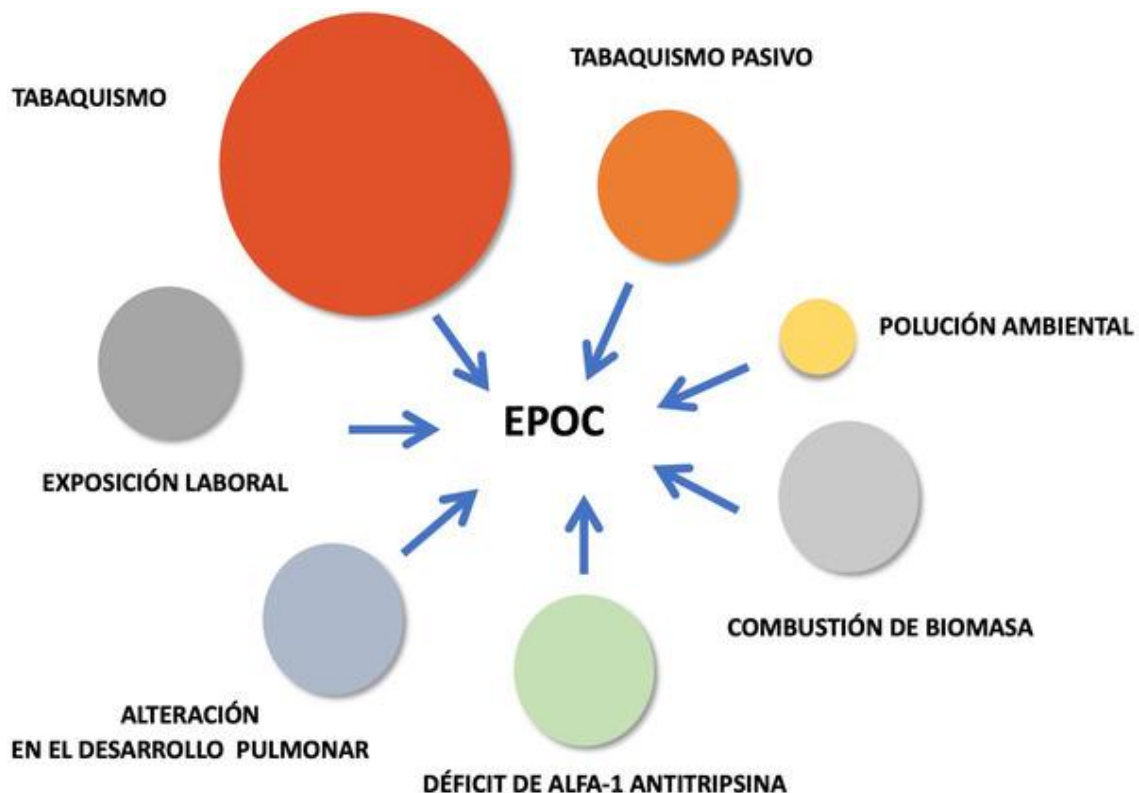 TABAQUISMO PASIVO
TABAQUISMO
POLUCIÓN AMBIENTAL
EPOC
EXPOSICIÓN LABORAL
COMBUSTIÓN DE BIOMASA
ALTERACIÓN
EN EL DESARROLLO PULMONAR
DÉFICIT DE ALFA-1 ANTITRIPSINA